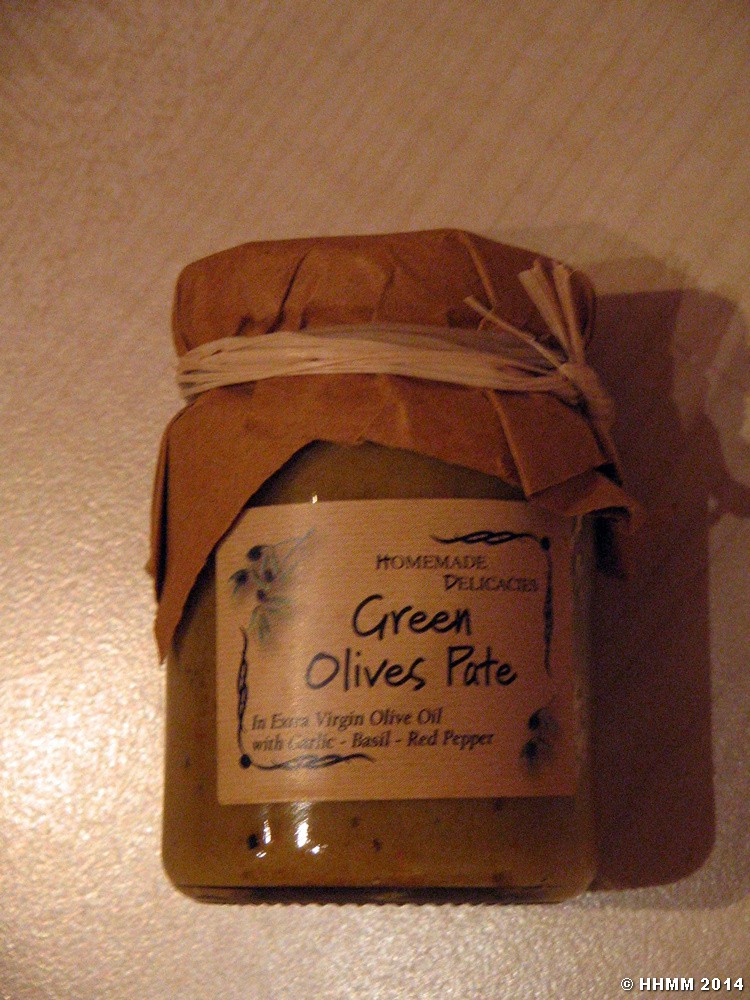 HOMEMADE
DELICACIES
Green
Olives Pate
In Extra Virgin Olive Oil
with Garlic - Basil - Red Pepper
© HHMM 2014